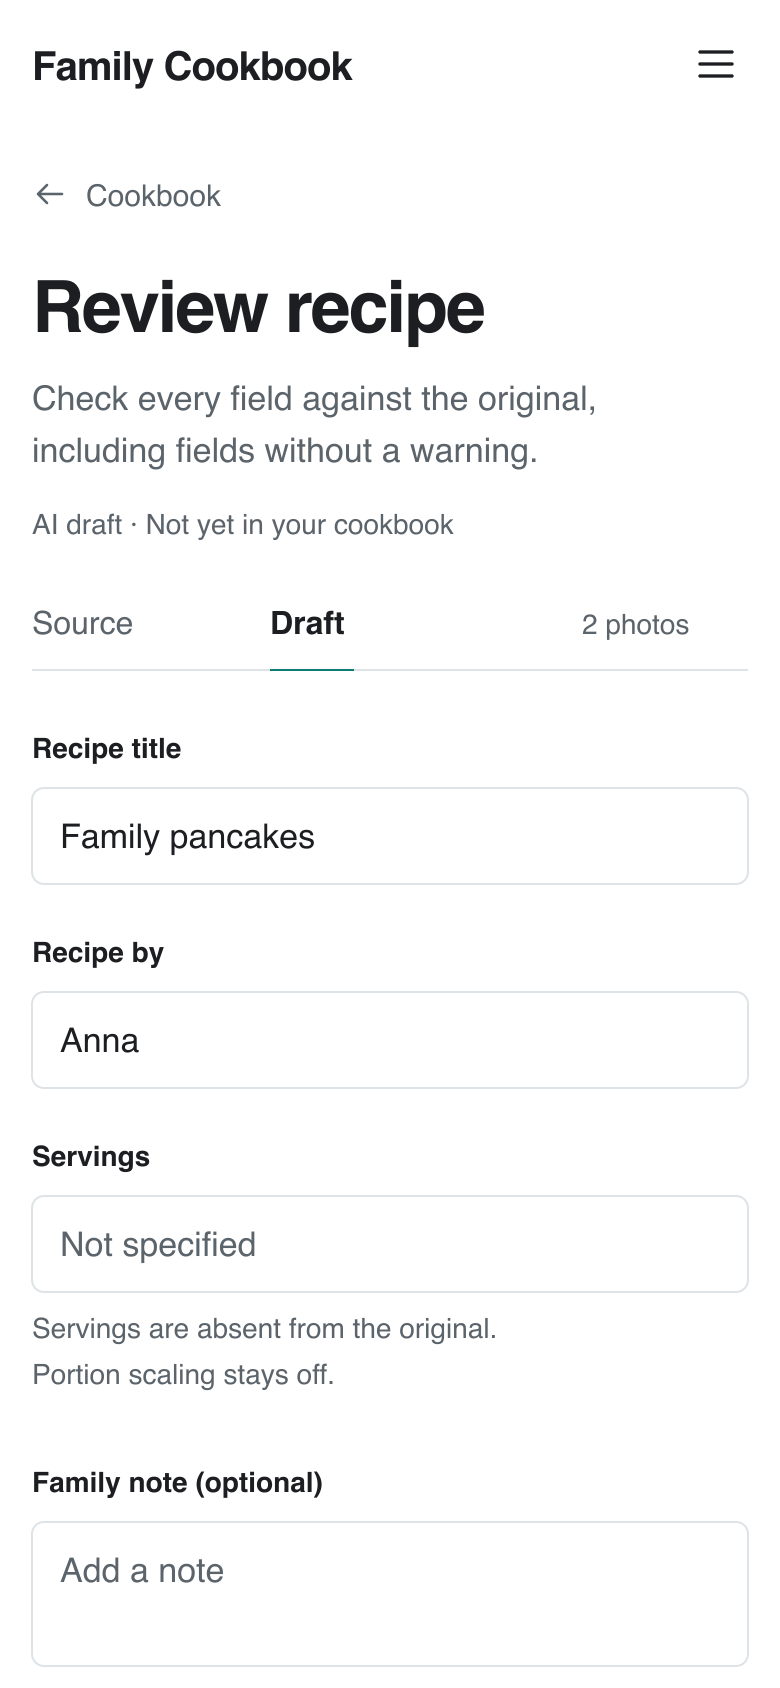 Family Cookbook
Cookbook
Review recipe
Check every field against the original,
including fields without a warning.
AI draft · Not yet in your cookbook
Source Draft 2 photos
Recipe title
Family pancakes
Recipe by
Anna
Servings
Not specified
Servings are absent from the original.
Portion scaling stays off.
Family note (optional)
Add a note